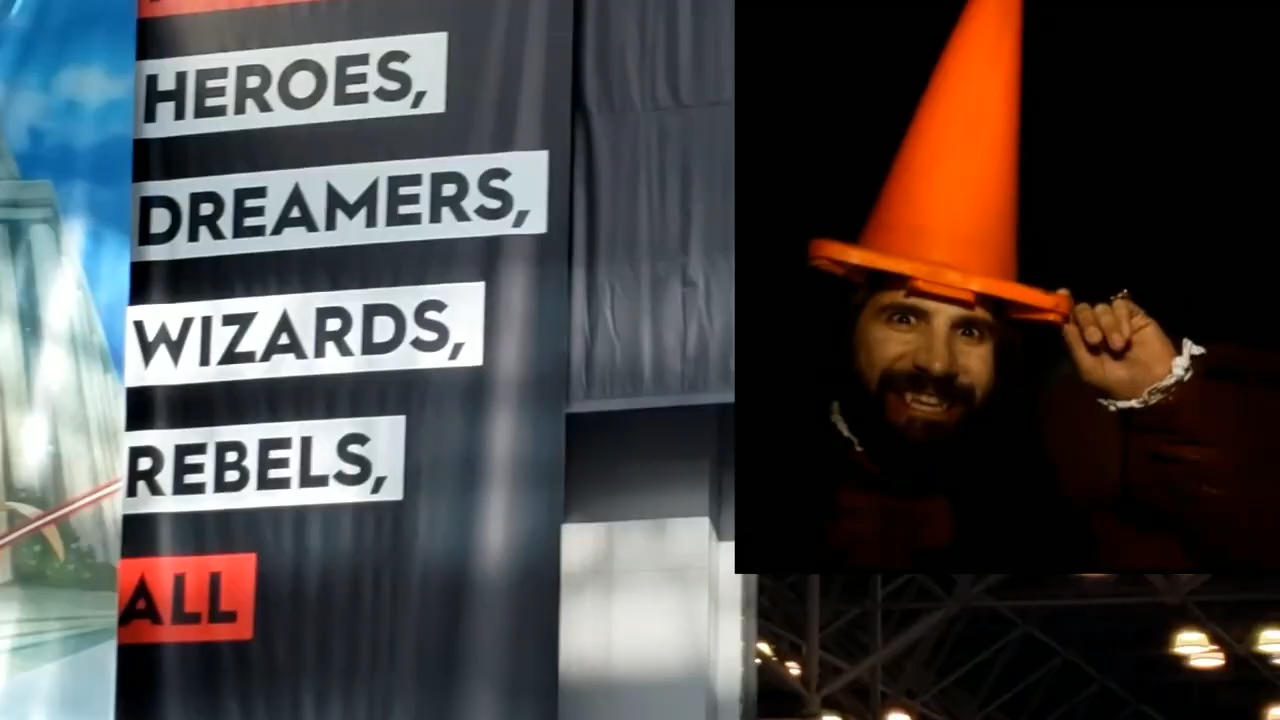 HEROES,
DREAMERS,
WIZARDS,
REBELS,
ALL